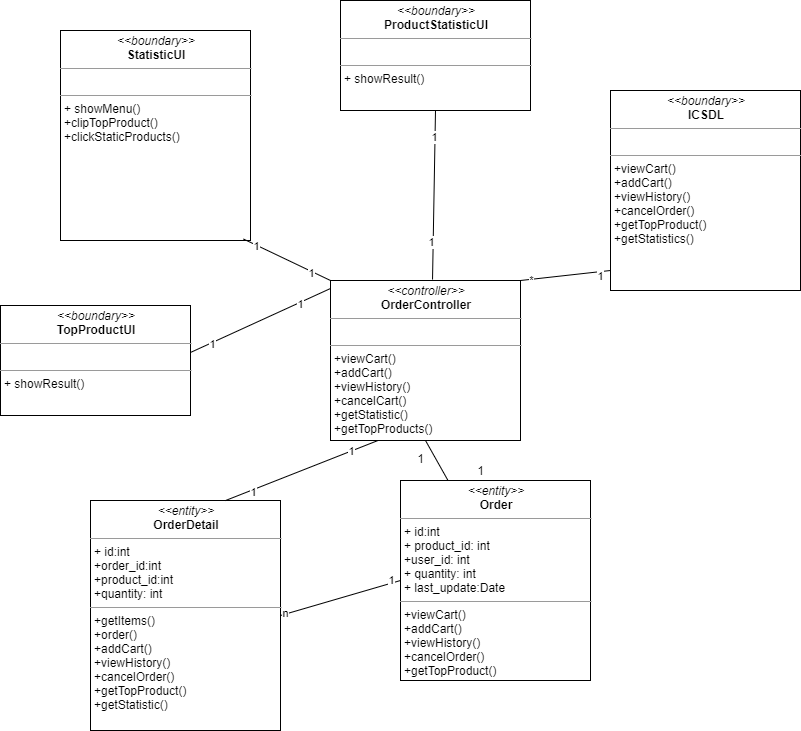 <<boundary>>
ProductStatisticUI
+ showResult()
<<boundary>>
StatisticUI
+ showMenu()
+clipTopProduct()
+clickStaticProducts()
<<boundary>>
ICSDL
+viewCart()
+addCart()
+viewHistory()
+cancelOrder()
+getTopProduct()
+getStatistics()
1
1
1
1
*
1
<<boundary>>
TopProductUI
+ showResult()
1
1
<<controller>>
OrderController
+viewCart()
+addCart()
+viewHistory()
+cancelCart()
+getStatistic()
+getTopProducts()
1
1
1
1
<<entity>>
OrderDetail
+ id:int
+order_id:int
+product_id:int
+quantity: int
+getItems()
+order()
+addCart()
+viewHistory()
+cancelOrder()
+getTopProduct()
+getStatistic()
n
1
<<entity>>
Order
+ id:int
+ product_id: int
+user_id: int
+ quantity: int
+ last_update:Date
+viewCart()
+addCart()
+viewHistory()
+cancelOrder()
+getTopProduct()